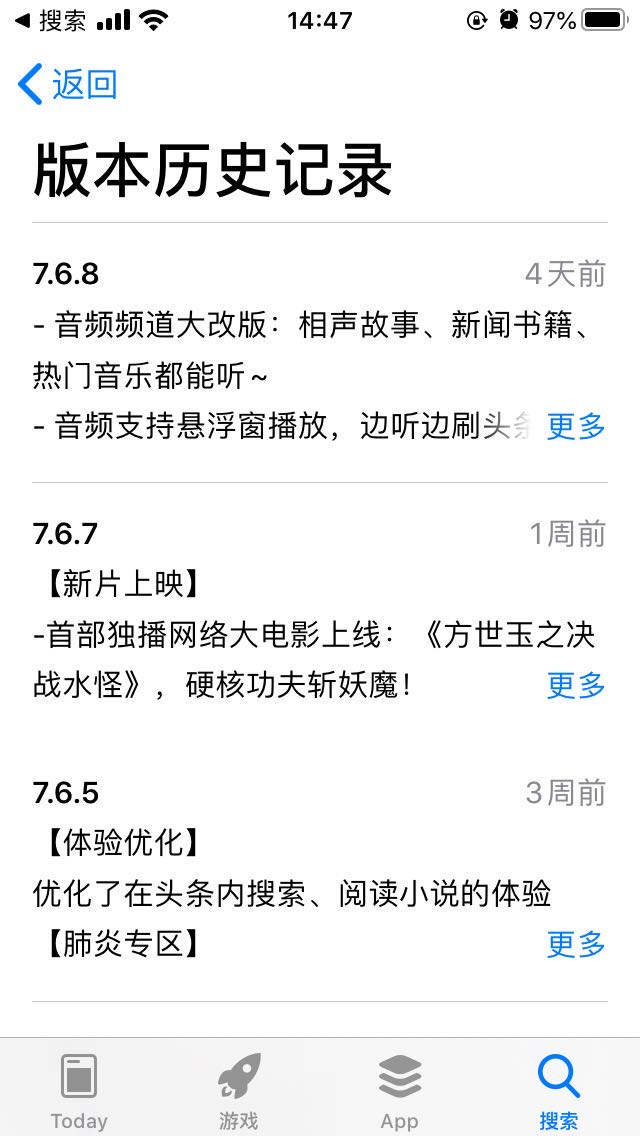 搜索 14:47 97%
返回
版本历史记录
7.6.8 4天前
- 音频频道大改版：相声故事、新闻书籍、
热门音乐都能听~
- 音频支持悬浮窗播放，边听边刷头条 更多
7.6.7 1周前
【新片上映】
-首部独播网络大电影上线：《方世玉之决
战水怪》，硬核功夫斩妖魔！ 更多
7.6.5 3周前
【体验优化】
优化了在头条内搜索、阅读小说的体验
【肺炎专区】 更多
Today 游戏 App 搜索